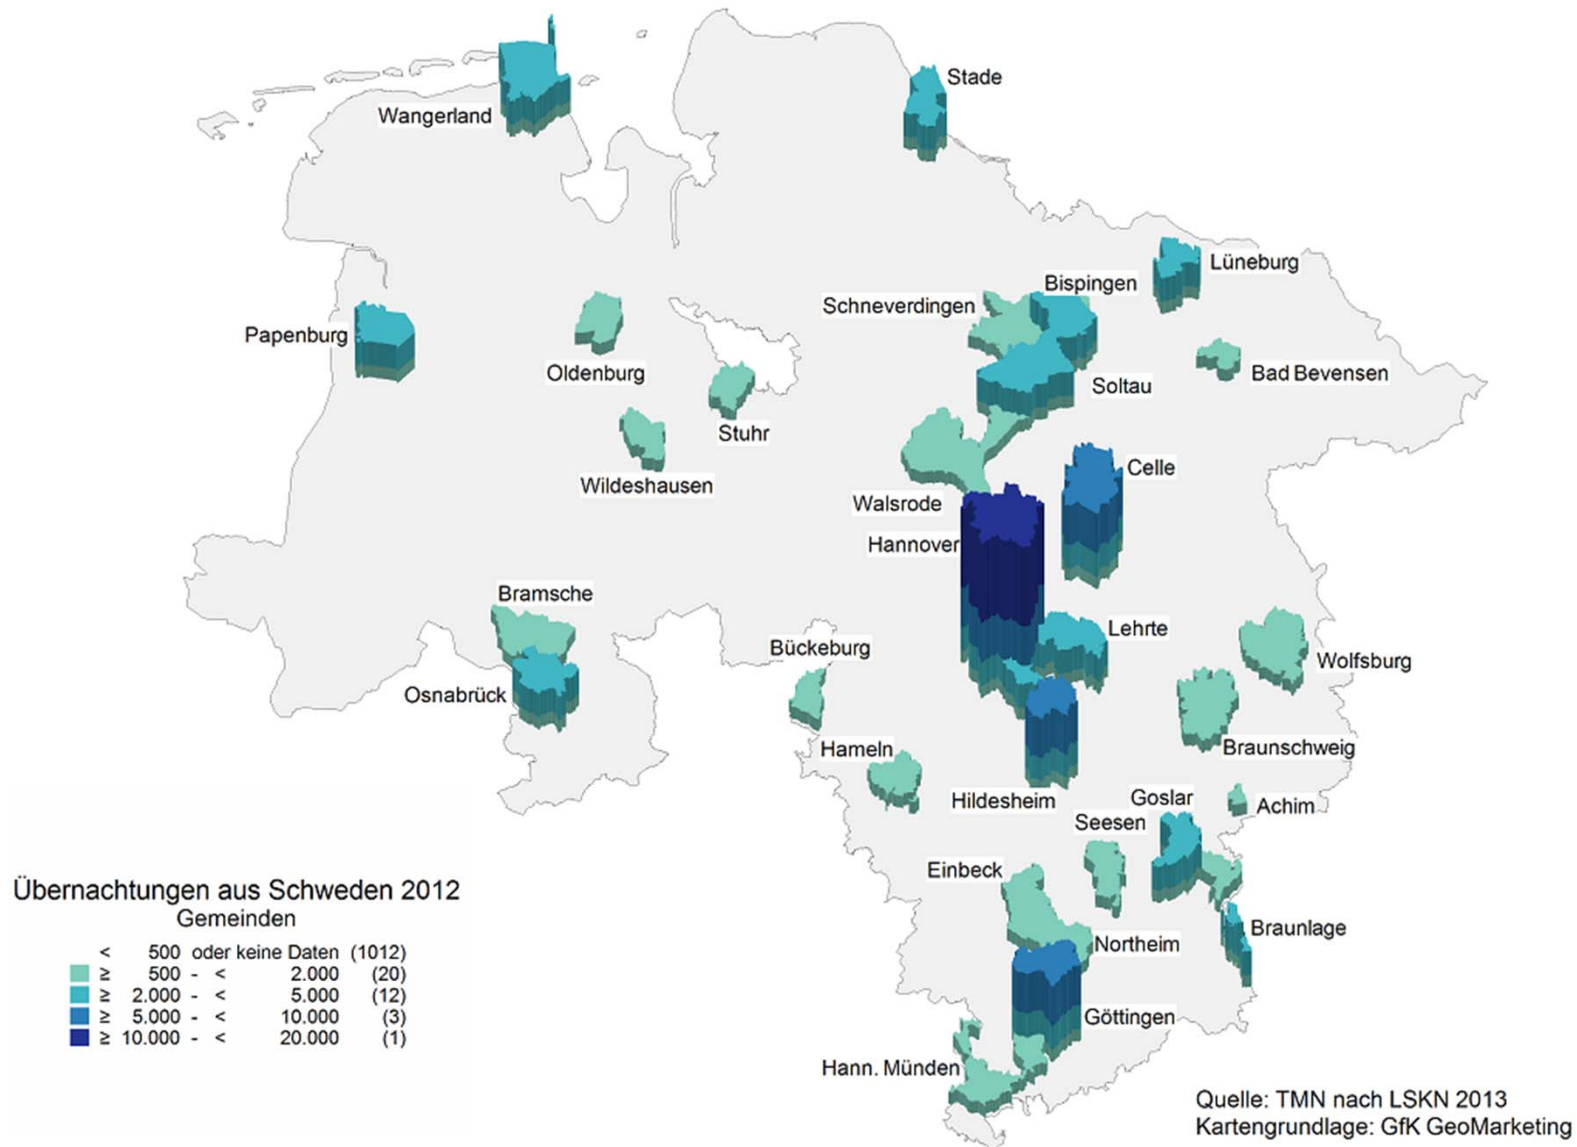 Stade
Wangerland
Lüneburg
Bispingen
Schneverdingen
Papenburg
Oldenburg
Bad Bevensen
Soltau
Stuhr
Celle
Wildeshausen
Walsrode
Hannover
Bramsche
Lehrte
Bückeburg
Wolfsburg
Osnabrück
Braunschweig
Hameln
Goslar
Hildesheim
Achim
Seesen
Einbeck
Braunlage
Northeim
Göttingen
Hann. Münden
Übernachtungen aus Schweden 2012
Gemeinden
< 500 oder keine Daten (1012)
≥ 500 - < 2.000 (20)
≥ 2.000 - < 5.000 (12)
≥ 5.000 - < 10.000 (3)
≥ 10.000 - < 20.000 (1)
Quelle: TMN nach LSKN 2013
Kartengrundlage: GfK GeoMarketing